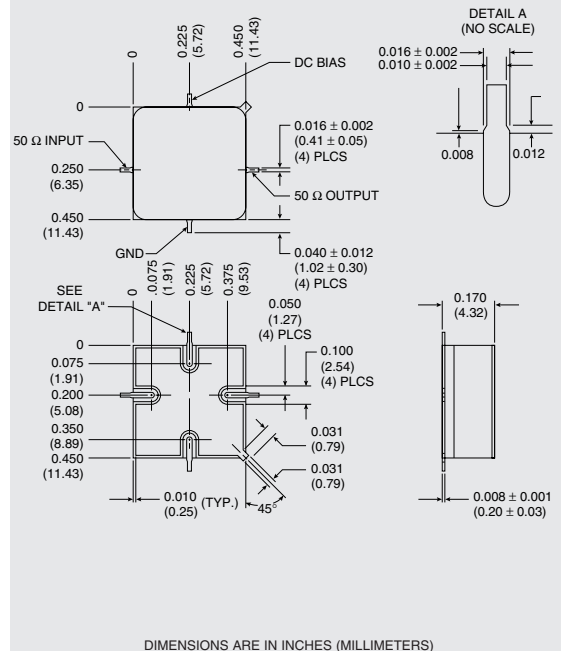 DETAIL A
(NO SCALE)
0
0.225
(5.72)
0.450
(11.43)
0.016 ± 0.002
0.010 ± 0.002
DC BIAS
0
0.016 ± 0.002
(0.41 ± 0.05)
(4) PLCS
50 Ω INPUT
0.008
0.012
0.250
(6.35)
50 Ω OUTPUT
0.450
(11.43)
GND
0.040 ± 0.012
(1.02 ± 0.30)
(4) PLCS
SEE
DETAIL "A"
0
0.075
(1.91)
0.225
(5.72)
0.375
(9.53)
0.050
(1.27)
(4) PLCS
0.170
(4.32)
0
0.075
(1.91)
0.100
(2.54)
(4) PLCS
0.200
(5.08)
0.350
(8.89)
0.450
(11.43)
0.031
(0.79)
0.031
(0.79)
0.010
(0.25)
(TYP.)
45°
0.008 ± 0.001
(0.20 ± 0.03)
DIMENSIONS ARE IN INCHES (MILLIMETERS)